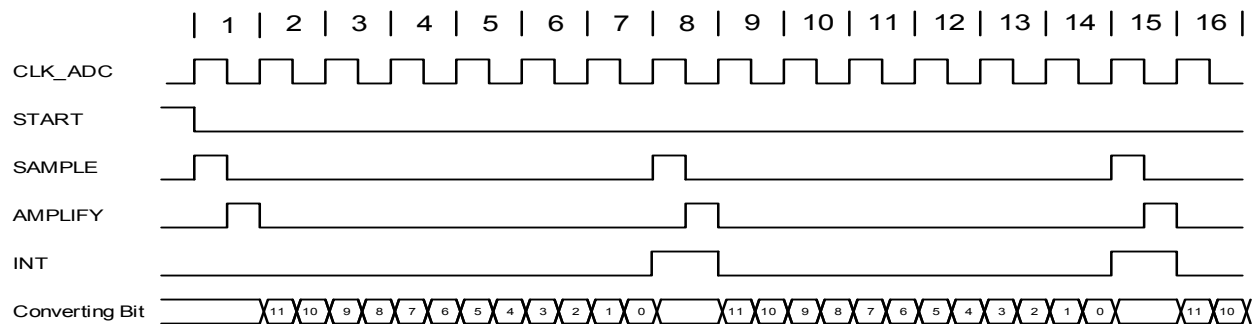 1 2 3 4 5 6 7 8 9 10 11 12 13 14 15 16
CLK_ADC
START
SAMPLE
AMPLIFY
INT
Converting Bit 11 10 9 8 7 6 5 4 3 2 1 0 11 10 9 8 7 6 5 4 3 2 1 0 11 10